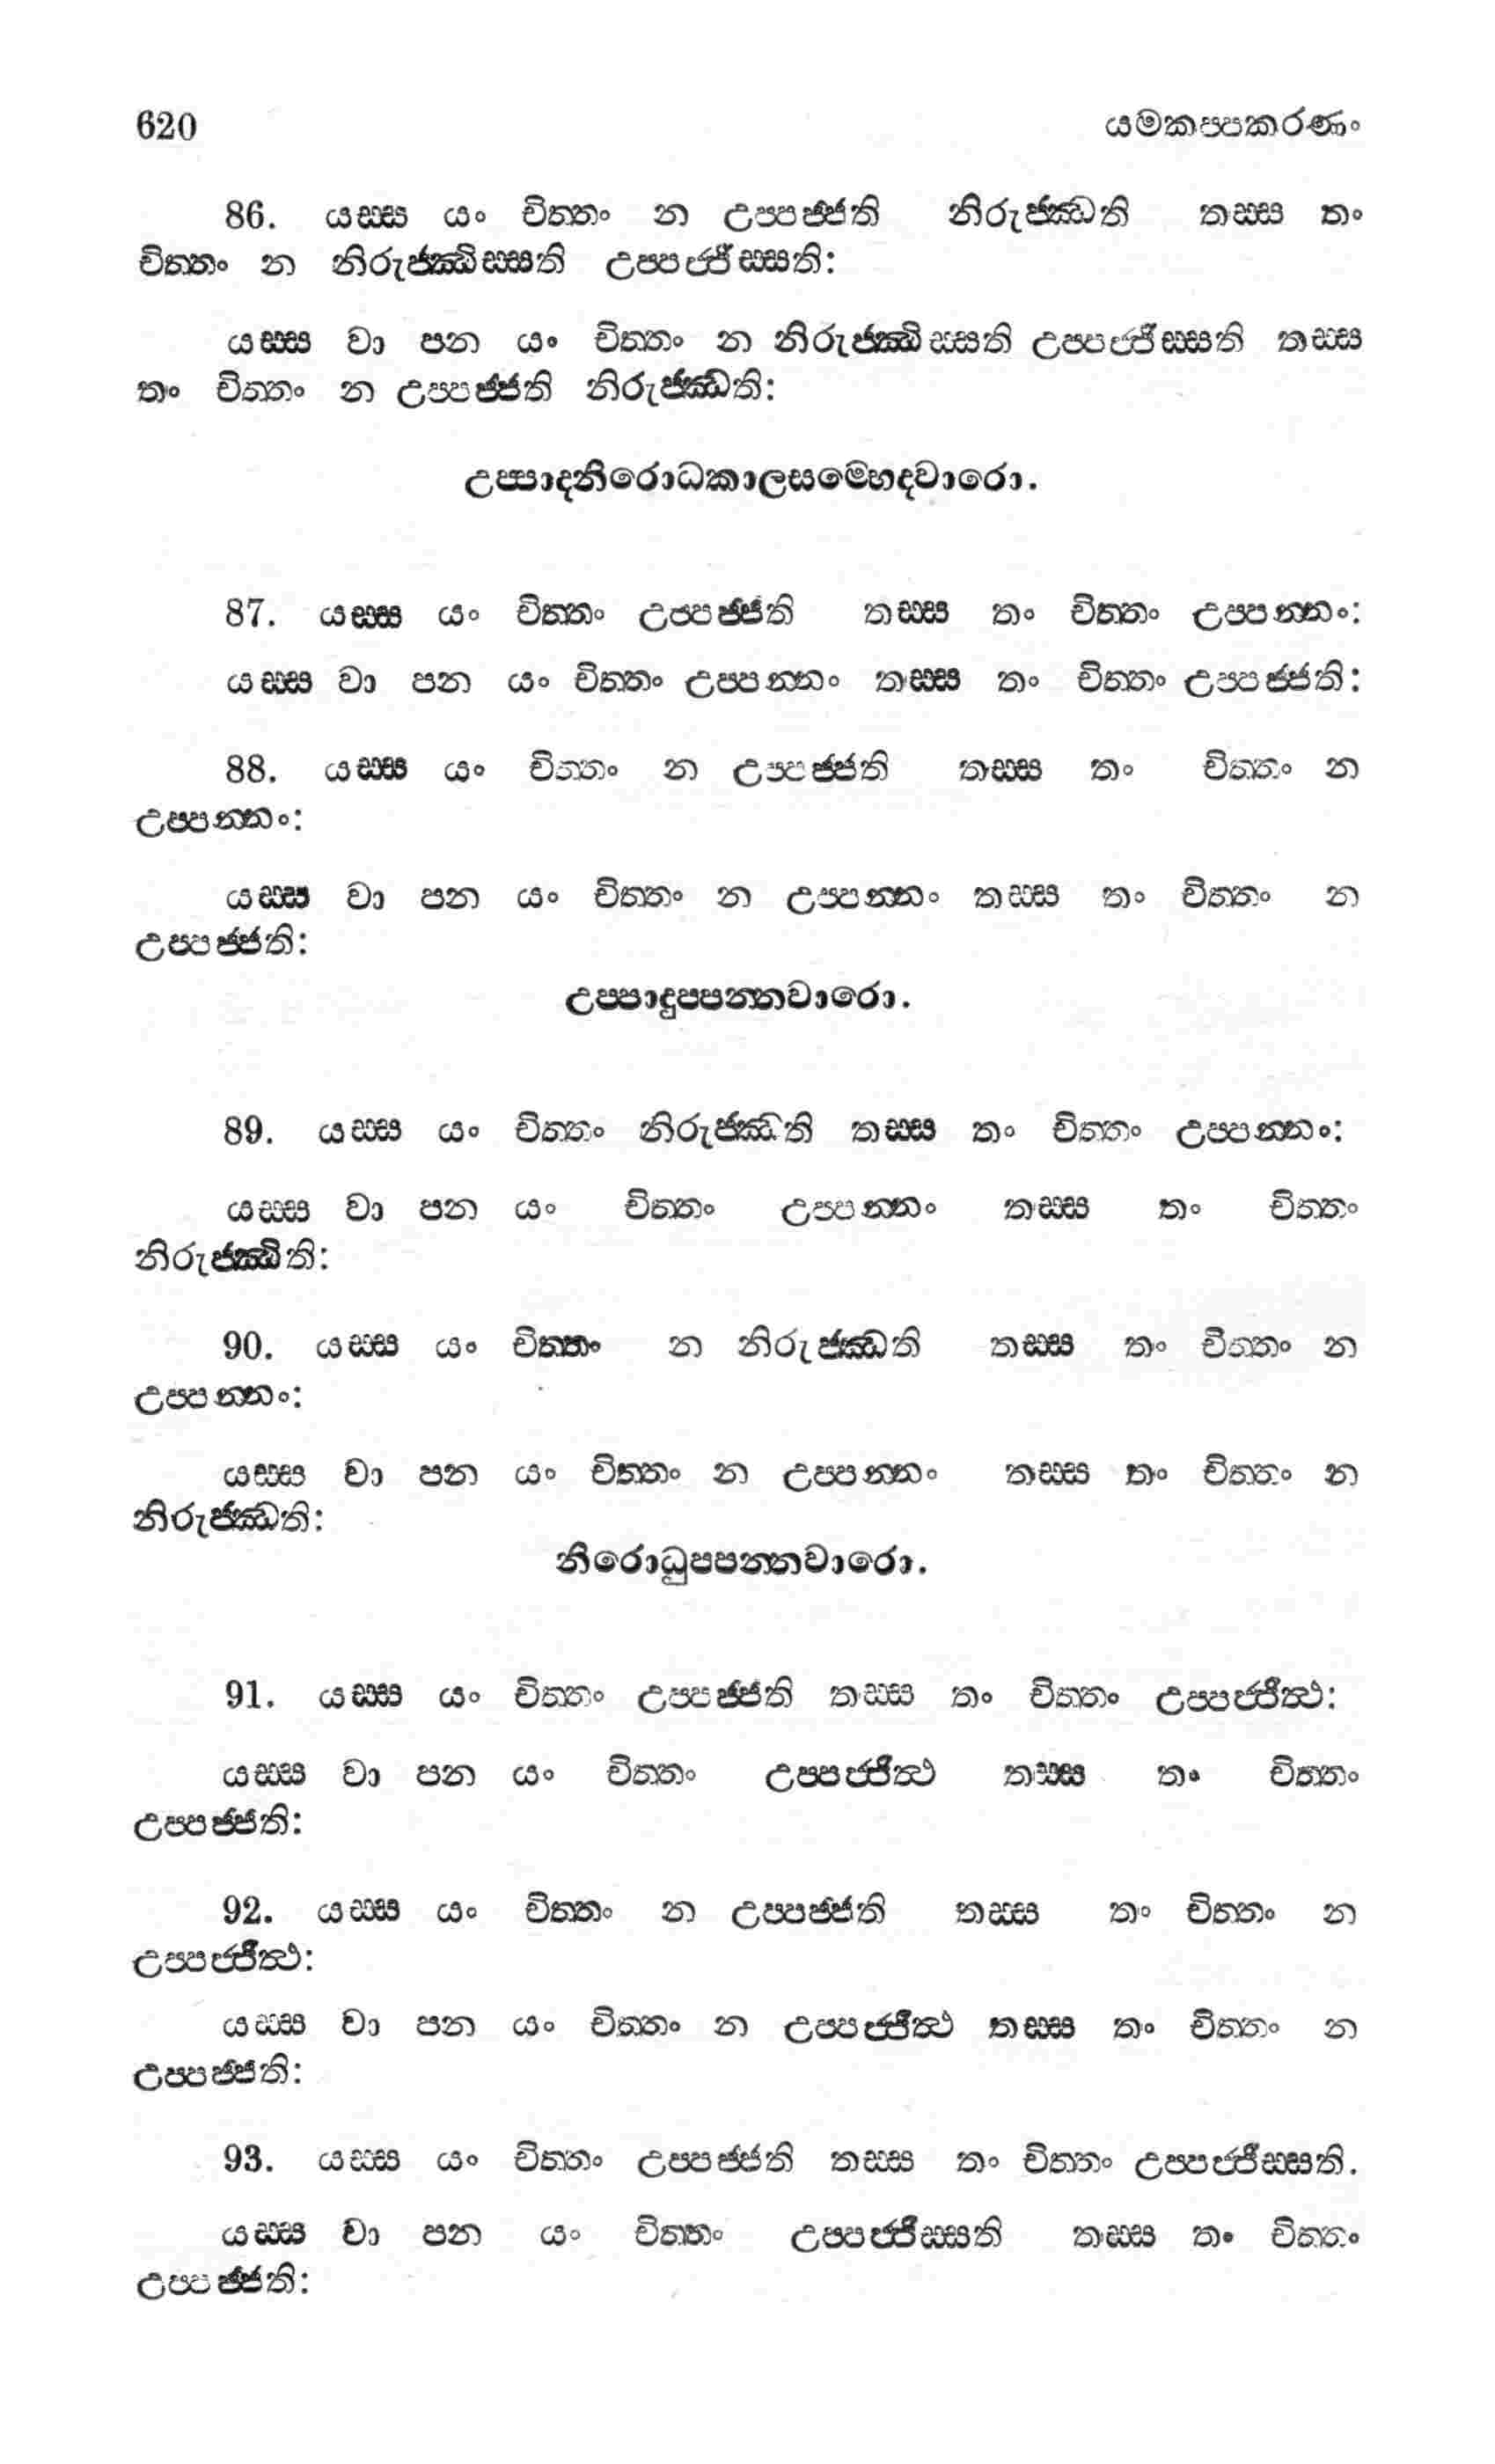 620 යමකප්පකරණං
86. යස්ස යං චිත්තං න උප්පජ්ජති නිරුජ්ඣති තස්ස තං
චිත්තං න නිරුජ්ඣිස්සති උප්පජ්ජිස්සති:
යස්ස වා පන යං චිත්තං න නිරුජ්ඣිස්සති උප්පජ්ජිස්සති තස්ස
තං චිත්තං න උප්පජ්ජති නිරුජ්ඣති:
උප්පාදනිරොධකාලසම්භෙදවාරො.
87. යස්ස යං චිත්තං උප්පජ්ජති තස්ස තං චිත්තං උප්පන්නං:
යස්ස වා පන යං චිත්තං උප්පන්නං තස්ස තං චිත්තං උප්පජ්ජති:
88. යස්ස යං චිත්තං න උප්පජ්ජති තස්ස තං චිත්තං න
උප්පන්නං:
යස්ස වා පන යං චිත්තං න උප්පන්නං තස්ස තං චිත්තං න
උප්පජ්ජති:
උප්පාදුප්පන්නවාරො.
89. යස්ස යං චිත්තං නිරුජ්ඣති තස්ස තං චිත්තං උප්පන්නං:
යස්ස වා පන යං චිත්තං උප්පන්නං තස්ස තං චිත්තං
නිරුජ්ඣිති:
90. යස්ස යං චිත්තං න නිරුජ්ඣති තස්ස තං චිත්තං න
උප්පන්නං:
යස්ස වා පන යං චිත්තං න උප්පන්නං තස්ස තං චිත්තං න
නිරුජ්ඣති:
නිරොධුප්පන්නවාරො.
91. යස්ස යං චිත්තං උප්පජ්ජති තස්ස තං චිත්තං උප්පජ්ජිත්ථ:
යස්ස වා පන යං චිත්තං උප්පජ්ජිත්ථ තස්ස තං චිත්තං
උප්පජ්ජති:
92. යස්ස යං චිත්තං න උප්පජ්ජති තස්ස තං චිත්තං න
උප්පජ්ජිත්ථ:
යස්ස වා පන යං චිත්තං න උප්පජ්ජිත්ථ තස්ස තං චිත්තං න
උප්පජ්ජති:
93. යස්ස යං චිත්තං උප්පජ්ජති තස්ස තං චිත්තං උප්පජ්ජිස්සති.
යස්ස වා පන යං චිත්තං උප්පජ්ජිස්සති තස්ස තං චිත්තං
උප්පජ්ජති: